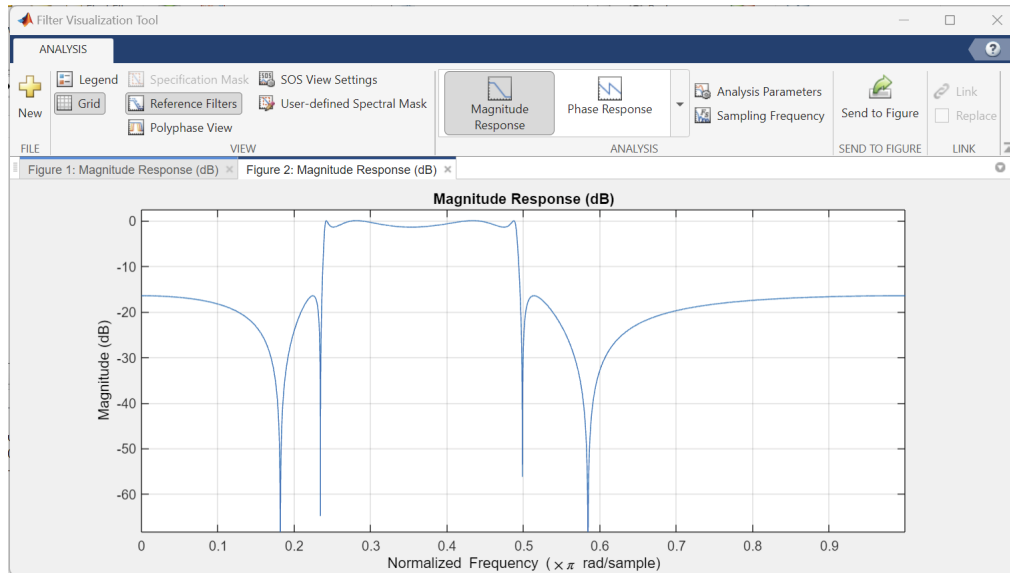 Filter Visualization Tool
ANALYSIS
?
New
Legend
Grid
Specification Mask
Reference Filters
Polyphase View
SOS
SOS View Settings
User-defined Spectral Mask
Magnitude
Response
Phase Response
Analysis Parameters
Fs
Sampling Frequency
Send to Figure
Link
Replace
FILE
VIEW
ANALYSIS
SEND TO FIGURE
LINK
Figure 1: Magnitude Response (dB) ×
Figure 2: Magnitude Response (dB) ×
Magnitude Response (dB)
Magnitude (dB)
0
-10
-20
-30
-40
-50
-60
0 0.1 0.2 0.3 0.4 0.5 0.6 0.7 0.8 0.9
Normalized Frequency (×π rad/sample)